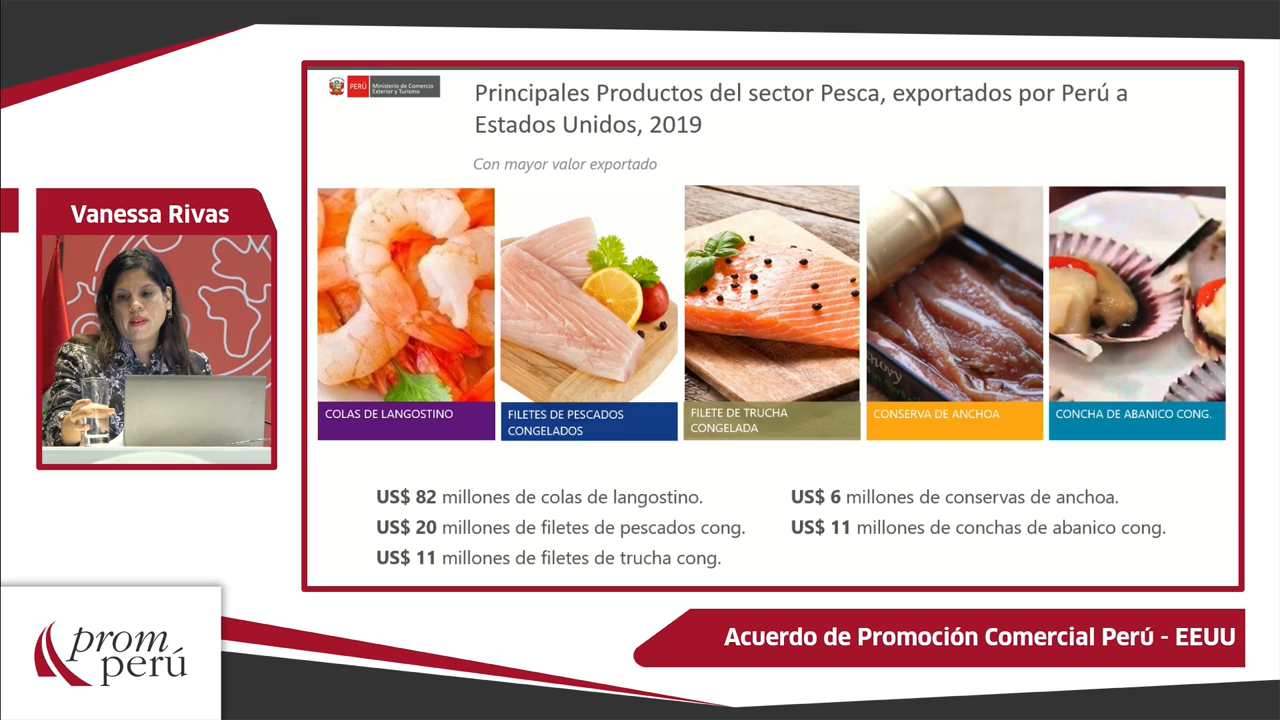 Vanessa Rivas
PERÚ
Ministerio de Comercio
Exterior y Turismo
Principales Productos del sector Pesca, exportados por Perú a
Estados Unidos, 2019
Con mayor valor exportado
COLAS DE LANGOSTINO
FILETES DE PESCADOS
CONGELADOS
FILETE DE TRUCHA
CONGELADA
CONSERVA DE ANCHOA
CONCHA DE ABANICO CONG.
US$ 82 millones de colas de langostino.
US$ 20 millones de filetes de pescados cong.
US$ 11 millones de filetes de trucha cong.
US$ 6 millones de conservas de anchoa.
US$ 11 millones de conchas de abanico cong.
Acuerdo de Promoción Comercial Perú - EEUU
prom
perú